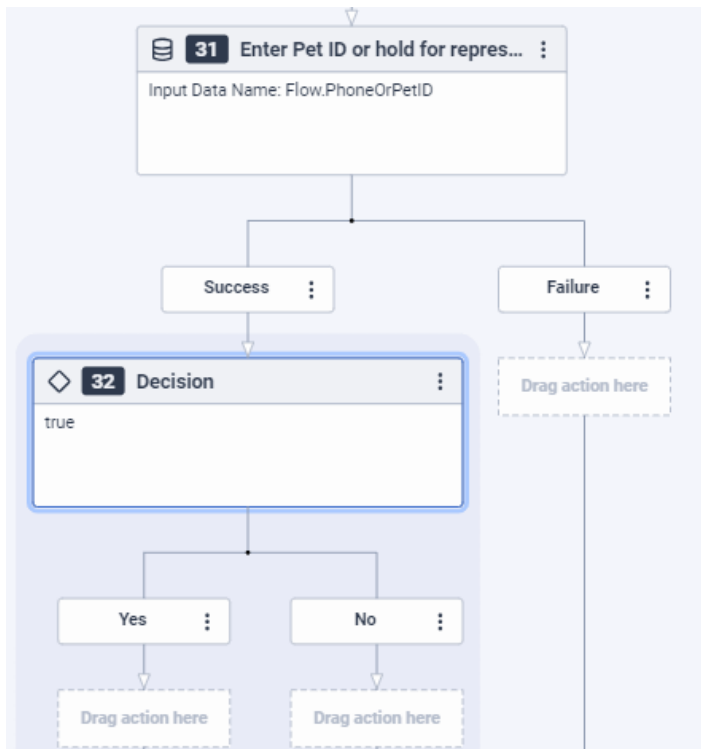 31 Enter Pet ID or hold for repres...
Input Data Name: Flow.PhoneOrPetID
Success
Failure
32 Decision
Drag action here
true
Yes
No
Drag action here
Drag action here